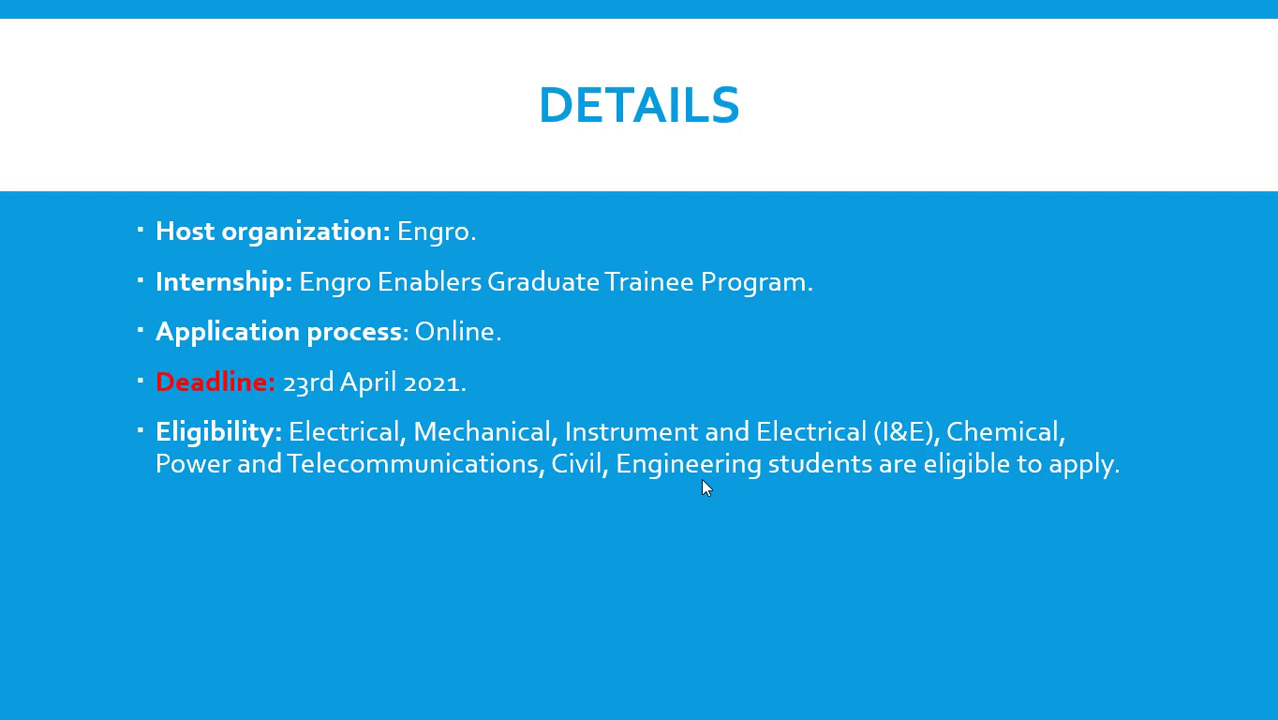 DETAILS
▪ Host organization: Engro.
▪ Internship: Engro Enablers Graduate Trainee Program.
▪ Application process: Online.
▪ Deadline: 23rd April 2021.
▪ Eligibility: Electrical, Mechanical, Instrument and Electrical (I&E), Chemical,
Power and Telecommunications, Civil, Engineering students are eligible to apply.